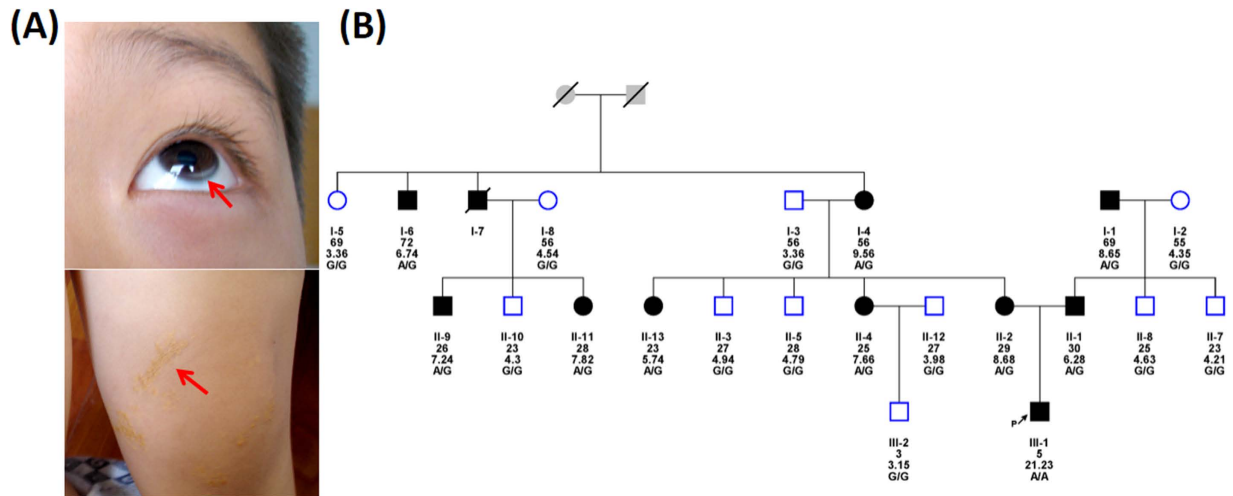 (A)
(B)
I-5
69
3.36
G/G
I-6
72
6.74
A/G
I-7
I-8
56
4.54
G/G
I-3
56
3.36
G/G
I-4
56
9.56
A/G
I-1
69
8.65
A/G
I-2
55
4.35
G/G
II-9
26
7.24
A/G
II-10
23
4.3
G/G
II-11
28
7.82
A/G
II-13
23
5.74
A/G
II-3
27
4.94
G/G
II-5
28
4.79
G/G
II-4
25
7.66
A/G
II-12
27
3.98
G/G
II-2
29
8.68
A/G
II-1
30
6.28
A/G
II-8
25
4.63
G/G
II-7
23
4.21
G/G
III-2
3
3.15
G/G
P
III-1
5
21.23
A/A